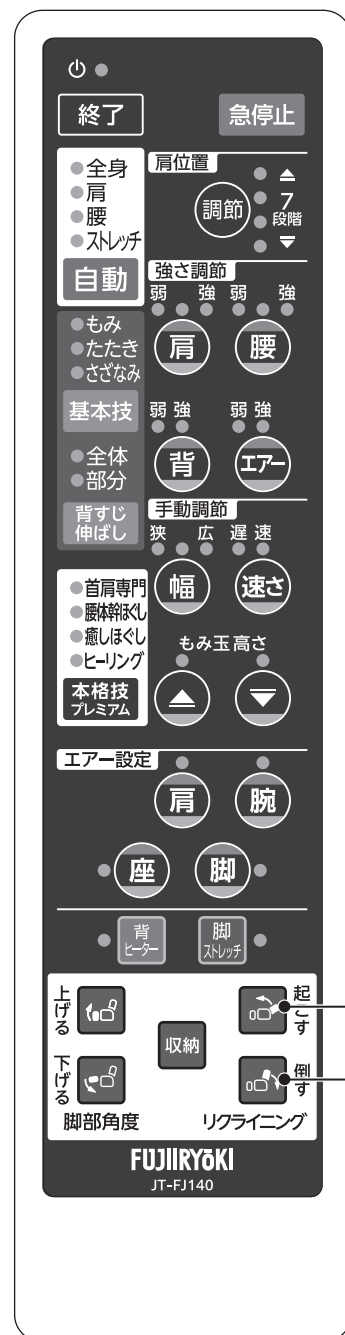 終了
急停止
全身
肩
腰
ストレッチ
自動
肩位置
調節
7
段階
強さ調節
弱 強 弱 強
肩 腰
もみ
たたき
さざなみ
基本技
弱 強 弱 強
背 エアー
全体
部分
背すじ
伸ばし
手動調節
狭 広 遅 速
幅 速さ
首肩専門
腰体幹ほぐし
癒しほぐし
ヒーリング
本格技
プレミアム
もみ玉高さ
エアー設定
肩 腕
座 脚
背
ヒーター
脚
ストレッチ
上げる
下げる
脚部角度
収納
起こす
倒す
リクライニング
FUJIIRYOKI
JT-FJ140